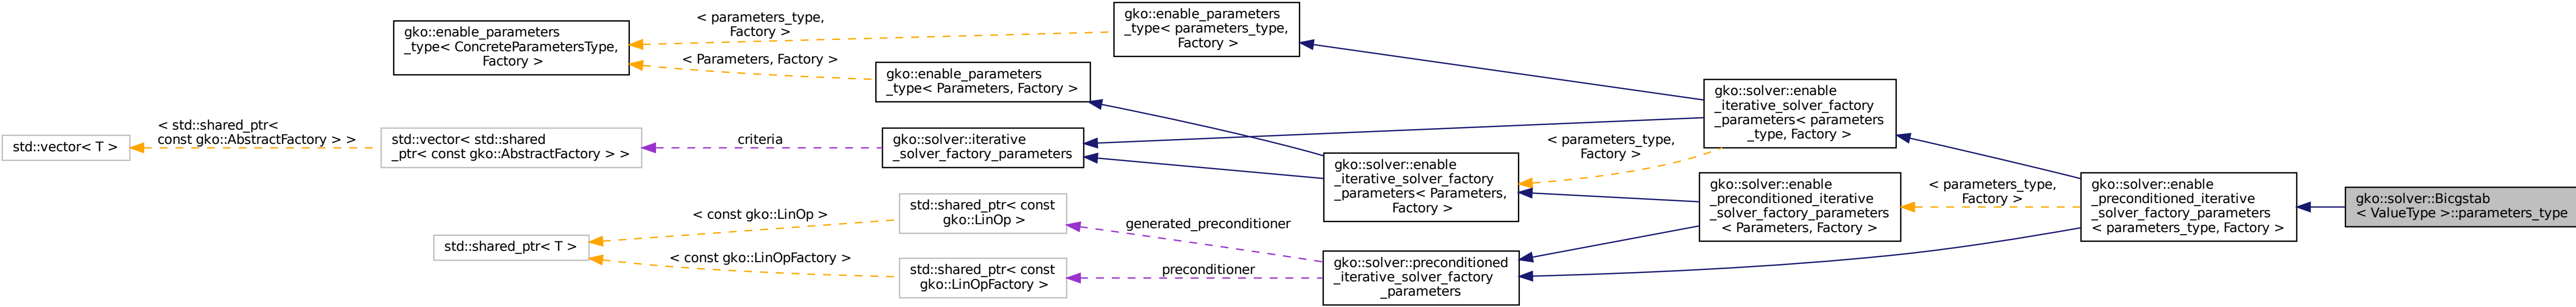 gko::enable_parameters
_type< ConcreteParametersType,
Factory >
< parameters_type,
Factory >
< Parameters, Factory >
gko::enable_parameters
_type< parameters_type,
Factory >
gko::enable_parameters
_type< Parameters, Factory >
std::vector< T >
< std::shared_ptr<
const gko::AbstractFactory > >
std::vector< std::shared
_ptr< const gko::AbstractFactory > >
criteria
gko::solver::iterative
_solver_factory_parameters
std::shared_ptr< T >
< const gko::LinOp >
< const gko::LinOpFactory >
std::shared_ptr< const
gko::LinOp >
std::shared_ptr< const
gko::LinOpFactory >
generated_preconditioner
preconditioner
gko::solver::enable
_iterative_solver_factory
_parameters< Parameters,
Factory >
gko::solver::preconditioned
_iterative_solver_factory
_parameters
< parameters_type,
Factory >
gko::solver::enable
_iterative_solver_factory
_parameters< parameters
_type, Factory >
gko::solver::enable
_preconditioned_iterative
_solver_factory_parameters
< Parameters, Factory >
< parameters_type,
Factory >
gko::solver::enable
_preconditioned_iterative
_solver_factory_parameters
< parameters_type, Factory >
gko::solver::Bicgstab
< ValueType >::parameters_type